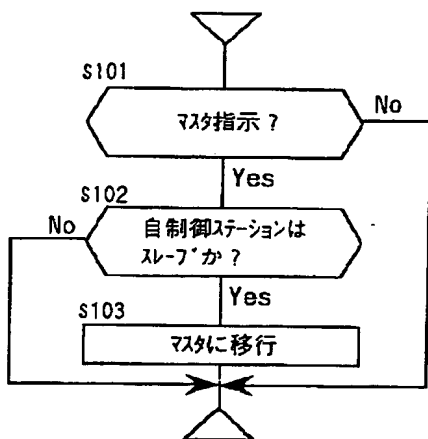 S101
マスタ指示?
No
Yes
S102
No
自制御ステーションは
スレーブか?
Yes
S103
マスタに移行